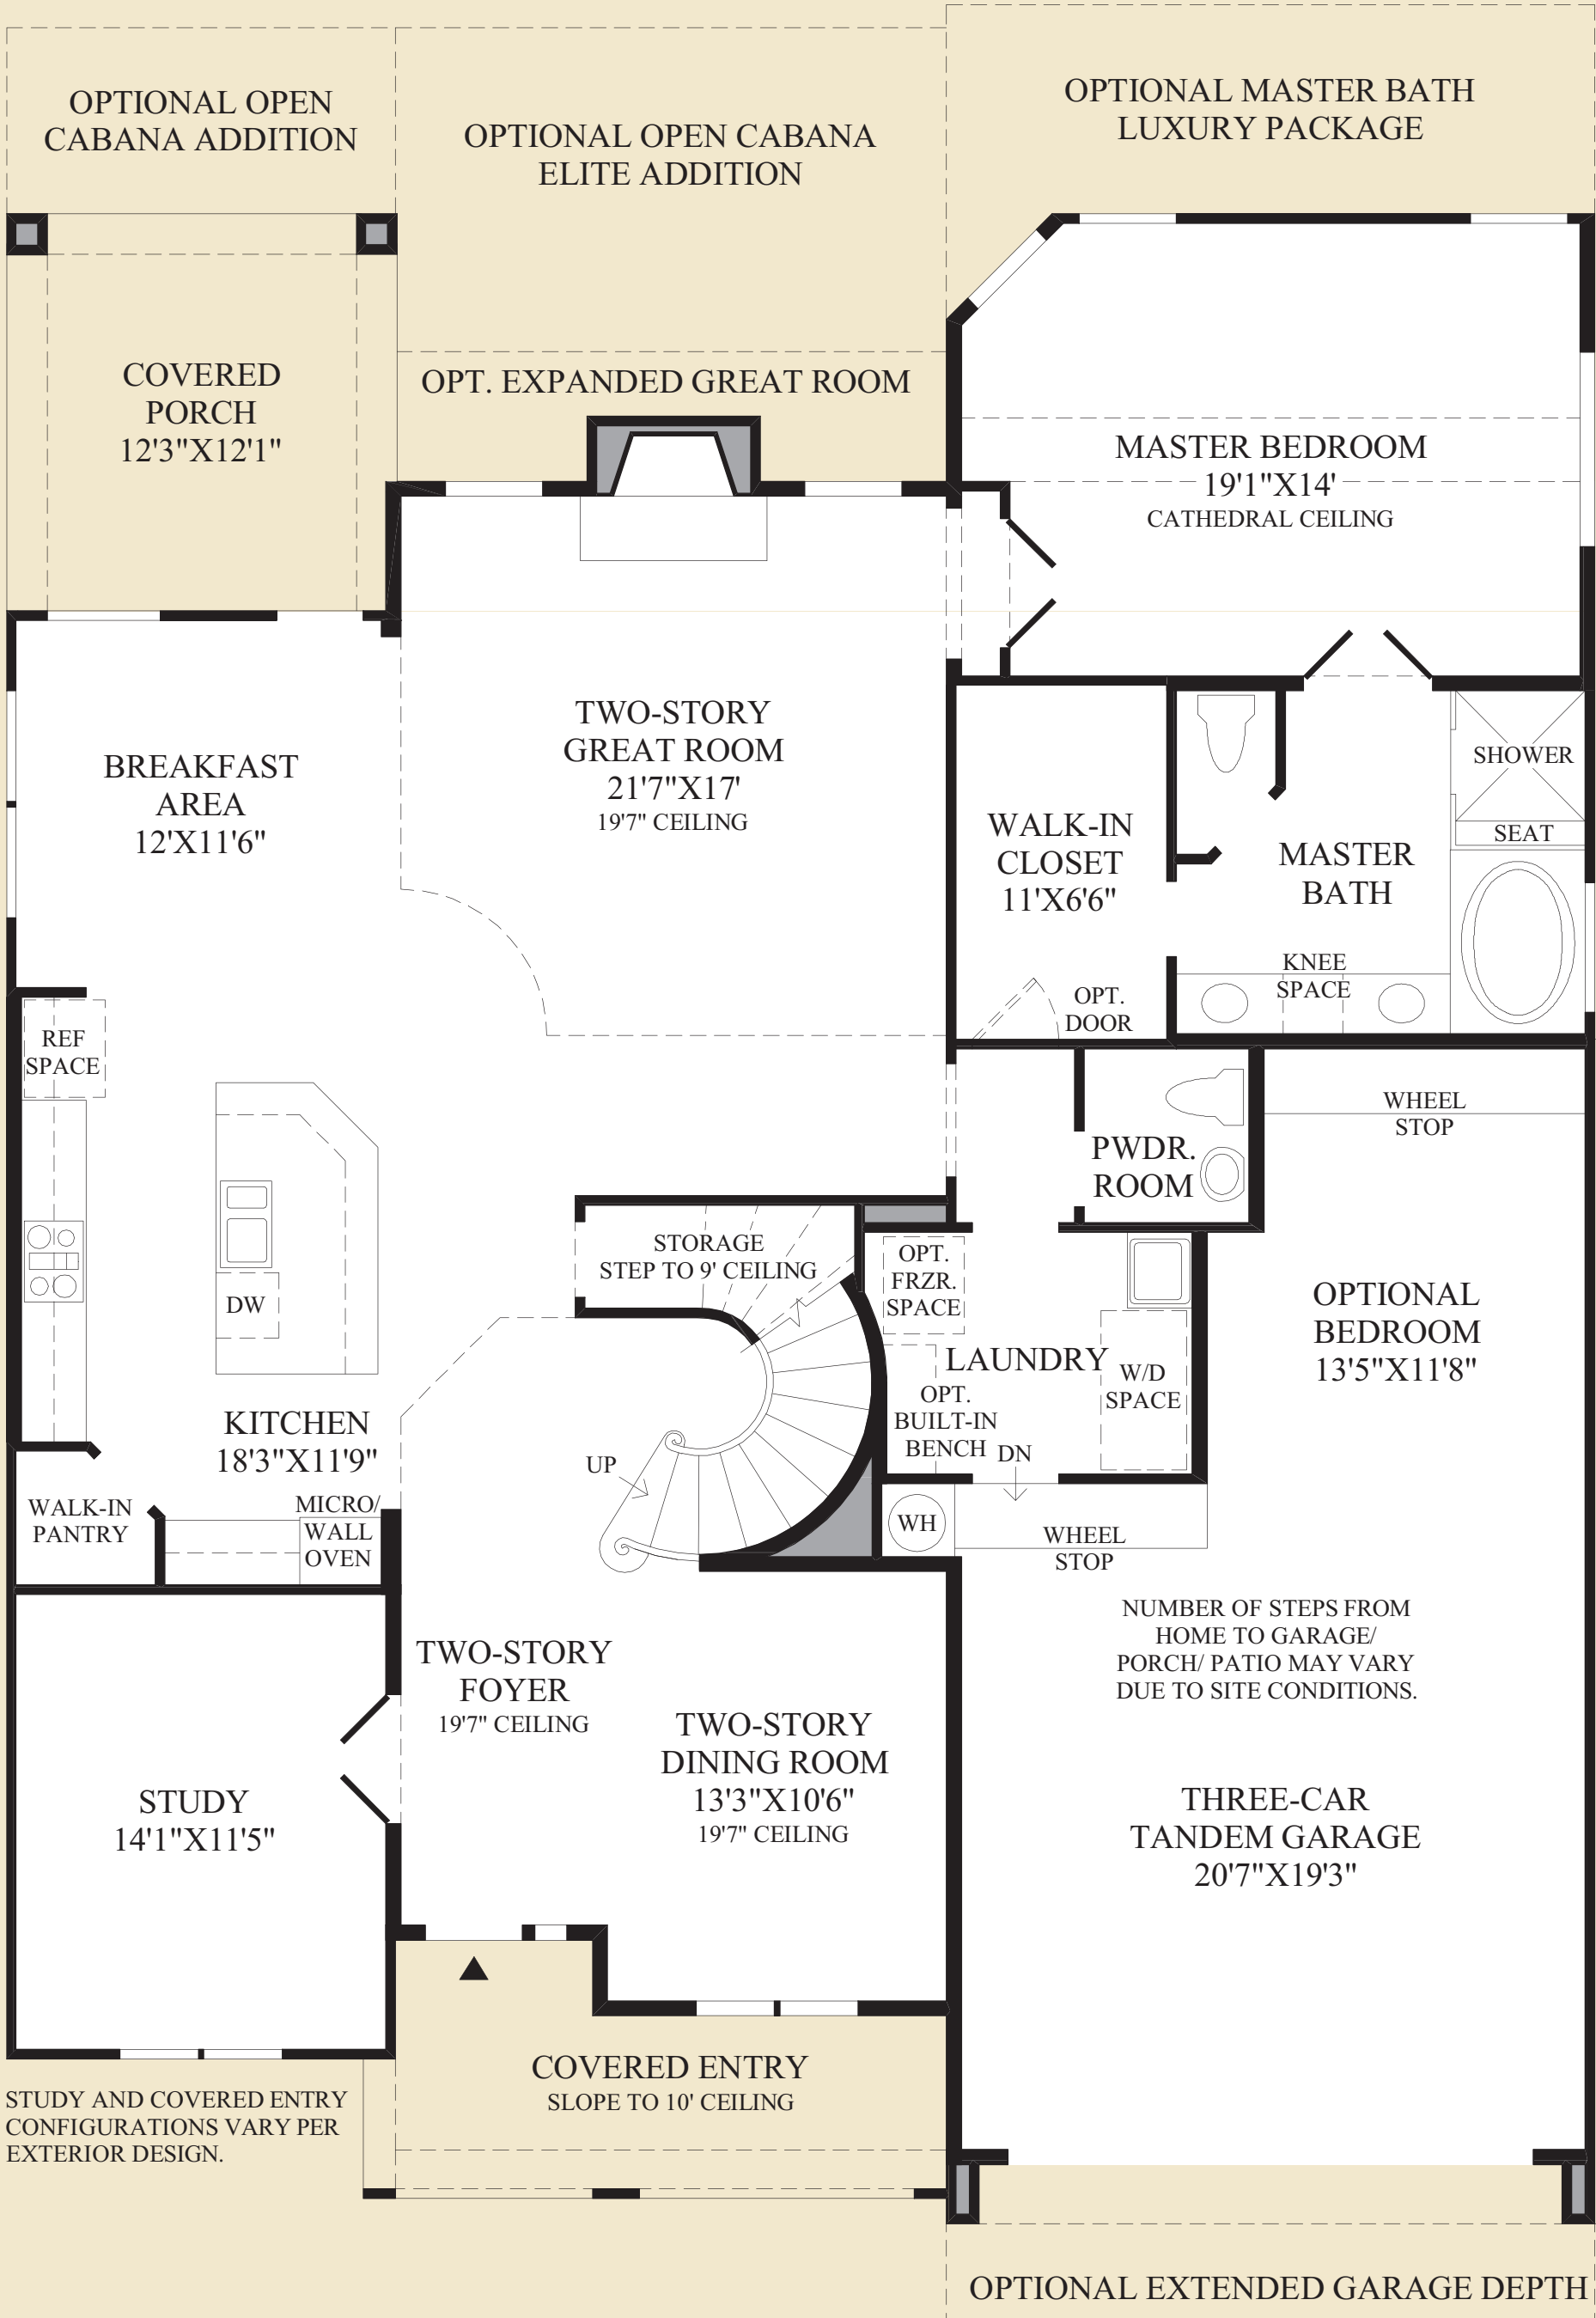 OPTIONAL OPEN
CABANA ADDITION
OPTIONAL OPEN CABANA
ELITE ADDITION
OPTIONAL MASTER BATH
LUXURY PACKAGE
COVERED
PORCH
12'3"X12'1"
OPT. EXPANDED GREAT ROOM
MASTER BEDROOM
19'1"X14'
CATHEDRAL CEILING
BREAKFAST
AREA
12'X11'6"
TWO-STORY
GREAT ROOM
21'7"X17'
19'7" CEILING
WALK-IN
CLOSET
11'X6'6"
OPT.
DOOR
SHOWER
SEAT
MASTER
BATH
KNEE
SPACE
REF
SPACE
DW
KITCHEN
18'3"X11'9"
WALK-IN
PANTRY
MICRO/
WALL
OVEN
STORAGE
STEP TO 9' CEILING
UP
PWDR.
ROOM
WHEEL
STOP
OPT.
FRZR.
SPACE
LAUNDRY
W/D
SPACE
OPT.
BUILT-IN
BENCH
DN
WH
WHEEL
STOP
OPTIONAL
BEDROOM
13'5"X11'8"
NUMBER OF STEPS FROM
HOME TO GARAGE/
PORCH/ PATIO MAY VARY
DUE TO SITE CONDITIONS.
TWO-STORY
FOYER
19'7" CEILING
TWO-STORY
DINING ROOM
13'3"X10'6"
19'7" CEILING
STUDY
14'1"X11'5"
THREE-CAR
TANDEM GARAGE
20'7"X19'3"
COVERED ENTRY
SLOPE TO 10' CEILING
STUDY AND COVERED ENTRY
CONFIGURATIONS VARY PER
EXTERIOR DESIGN.
OPTIONAL EXTENDED GARAGE DEPTH